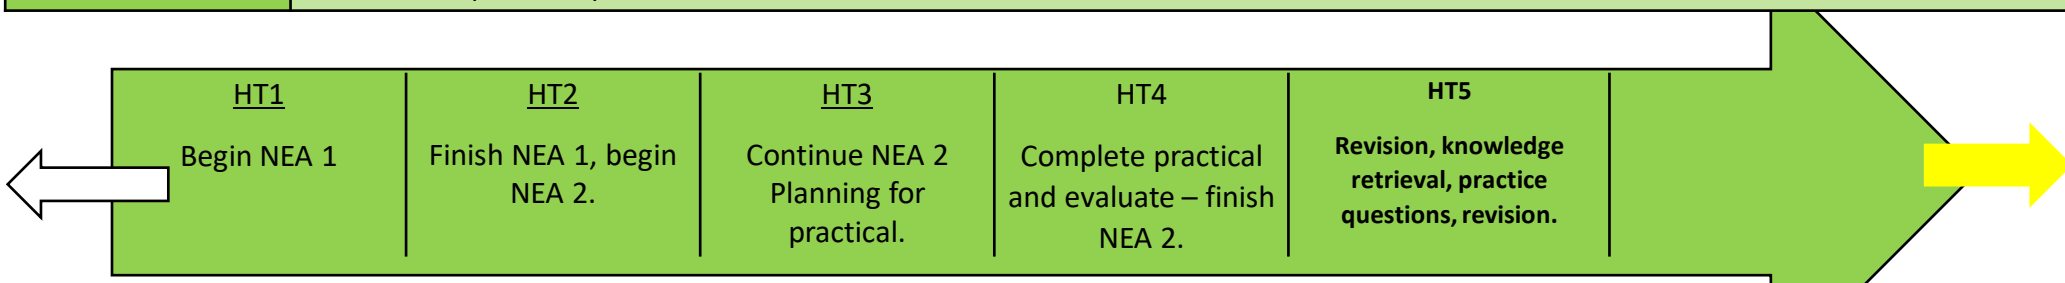 HT1
Begin NEA 1
HT2
Finish NEA 1, begin
NEA 2.
HT3
Continue NEA 2
Planning for
practical.
HT4
Complete practical
and evaluate – finish
NEA 2.
HT5
Revision, knowledge
retrieval, practice
questions, revision.